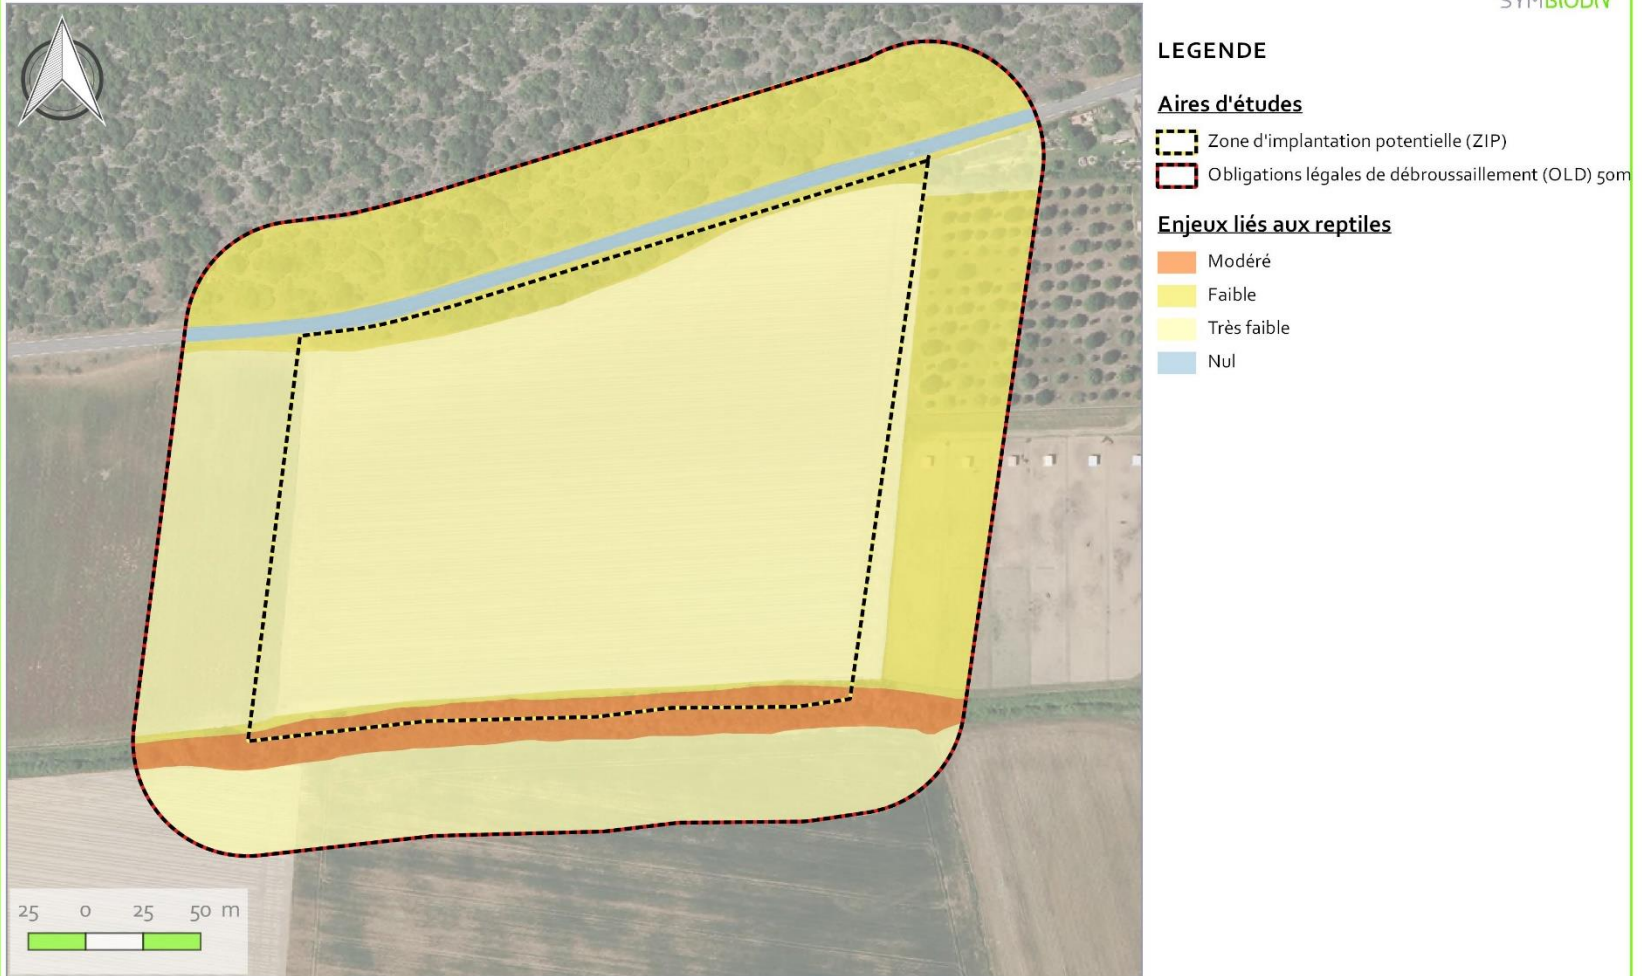 SYMBIODIV
LEGENDE
Aires d'études
Zone d'implantation potentielle (ZIP)
Obligations légales de débroussaillement (OLD) 50m
Enjeux liés aux reptiles
Modéré
Faible
Très faible
Nul
25 0 25 50 m